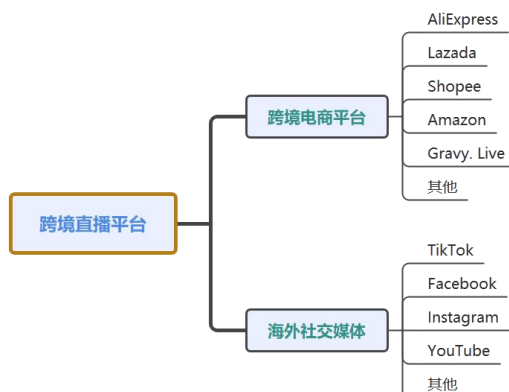 跨境直播平台
跨境电商平台
AliExpress
Lazada
Shopee
Amazon
Gravy. Live
其他
海外社交媒体
TikTok
Facebook
Instagram
YouTube
其他